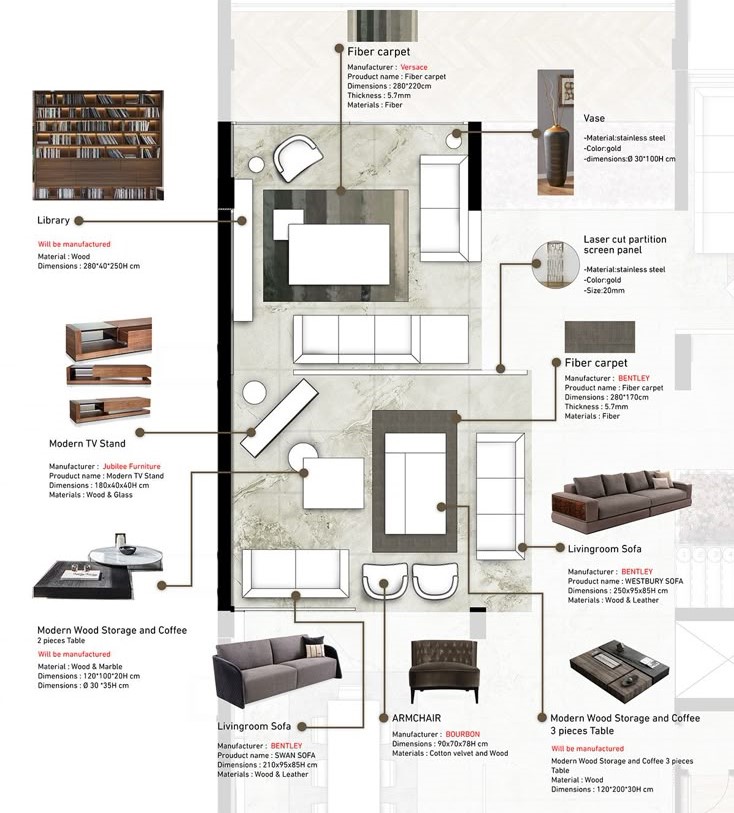 Fiber carpet
Manufacturer : Versace
Prouduct name : Fiber carpet
Dimensions : 280*220cm
Thickness : 5.7mm
Materials : Fiber
Vase
-Material:stainless steel
-Color:gold
-dimensions:Ø 30*100H cm
Library
Will be manufactured
Material : Wood
Dimensions : 280*40*250H cm
Laser cut partition
screen panel
-Material:stainless steel
-Color:gold
-Size:20mm
Fiber carpet
Manufacturer : BENTLEY
Product name : Fiber carpet
Dimensions : 280*170cm
Thickness : 5.7mm
Materials : Fiber
Modern TV Stand
Manufacturer : Jubilee Furniture
Product name : Modern TV Stand
Dimensions : 180x40x40H cm
Materials : Wood & Glass
Livingroom Sofa
Manufacturer : BENTLEY
Product name : WESTBURY SOFA
Dimensions : 250x95x85H cm
Materials : Wood & Leather
Modern Wood Storage and Coffee
2 pieces Table
Will be manufactured
Material : Wood & Marble
Dimensions : 120*100*20H cm
Dimensions : Ø 30 *35H cm
Livingroom Sofa
Manufacturer : BENTLEY
Product name : SWAN SOFA
Dimensions : 210x95x85H cm
Materials : Wood & Leather
ARMCHAIR
Manufacturer : BOURBON
Dimensions : 90x70x78H cm
Materials : Cotton velvet and Wood
Modern Wood Storage and Coffee
3 pieces Table
Will be manufactured
Modern Wood Storage and Coffee 3 pieces
Table
Material : Wood
Dimensions : 120*200*30H cm